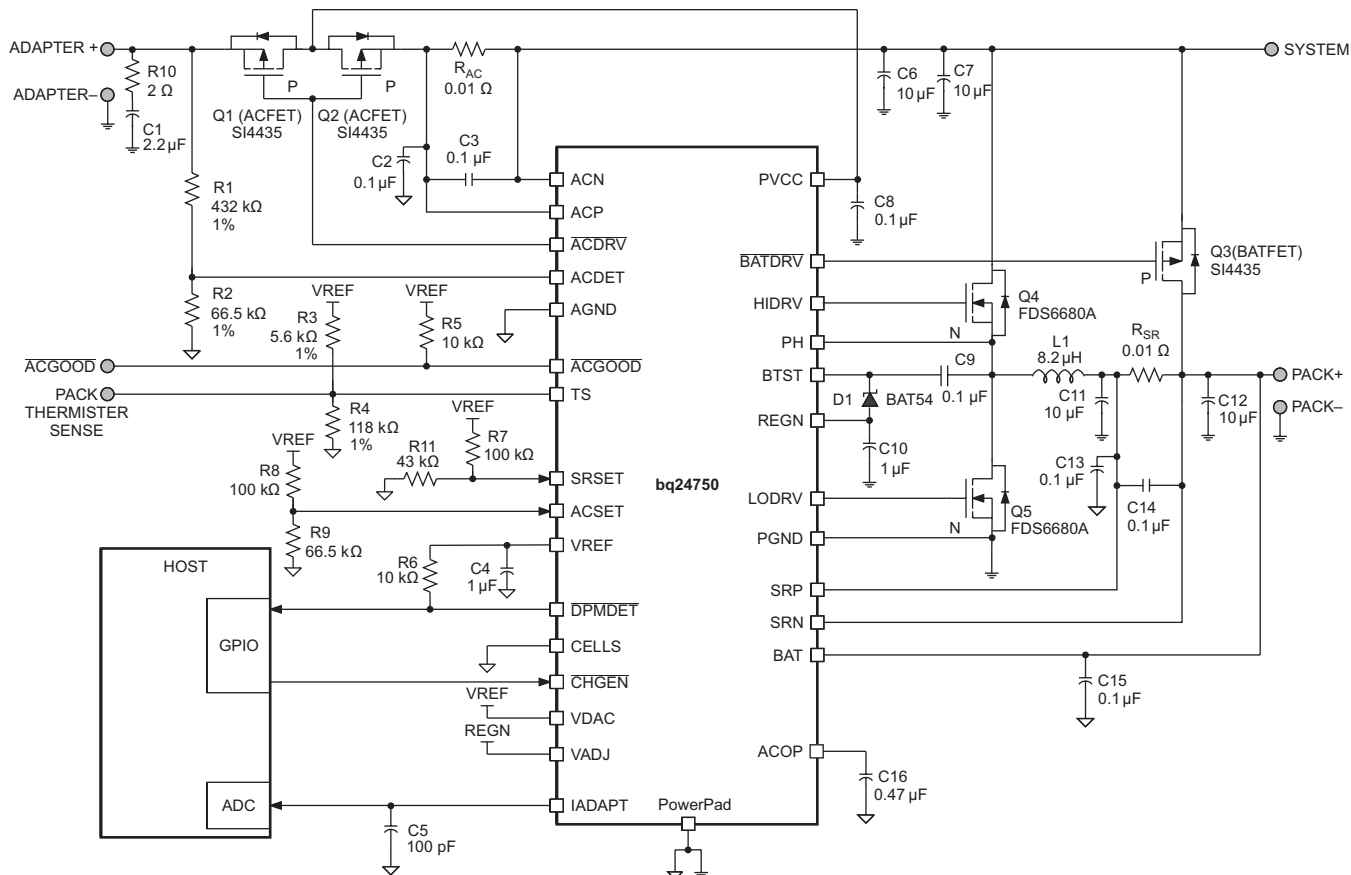 ADAPTER +
R10
2 Ω
ADAPTER–
C1
2.2 µF
P
Q1 (ACFET)
SI4435
P
Q2 (ACFET)
SI4435
RAC
0.01 Ω
C6
10 µF
C7
10 µF
SYSTEM
C2
0.1 µF
C3
0.1 µF
R1
432 kΩ
1%
R2
66.5 kΩ
1%
ACN
ACP
ACDRV
ACDET
AGND
ACGOOD
TS
SRSET
ACSET
VREF
DPMDET
CELLS
CHGEN
VDAC
VADJ
IADAPT
bq24750
PowerPad
PVCC
BATDRV
HIDRV
PH
BTST
REGN
LODRV
PGND
SRP
SRN
BAT
ACOP
C8
0.1 µF
P
Q3(BATFET)
SI4435
N
Q4
FDS6680A
VREF
R3
5.6 kΩ
1%
R5
10 kΩ
VREF
ACGOOD
PACK
THERMISTER
SENSE
R4
118 kΩ
1%
VREF
R7
100 kΩ
R11
43 kΩ
VREF
R8
100 kΩ
R9
66.5 kΩ
C9
0.1 µF
D1
BAT54
C10
1 µF
L1
8.2 µH
RSR
0.01 Ω
C11
10 µF
C12
10 µF
PACK+
PACK–
C13
0.1 µF
C14
0.1 µF
N
Q5
FDS6680A
HOST
GPIO
ADC
R6
10 kΩ
C4
1 µF
VREF
REGN
C5
100 pF
C15
0.1 µF
C16
0.47 µF